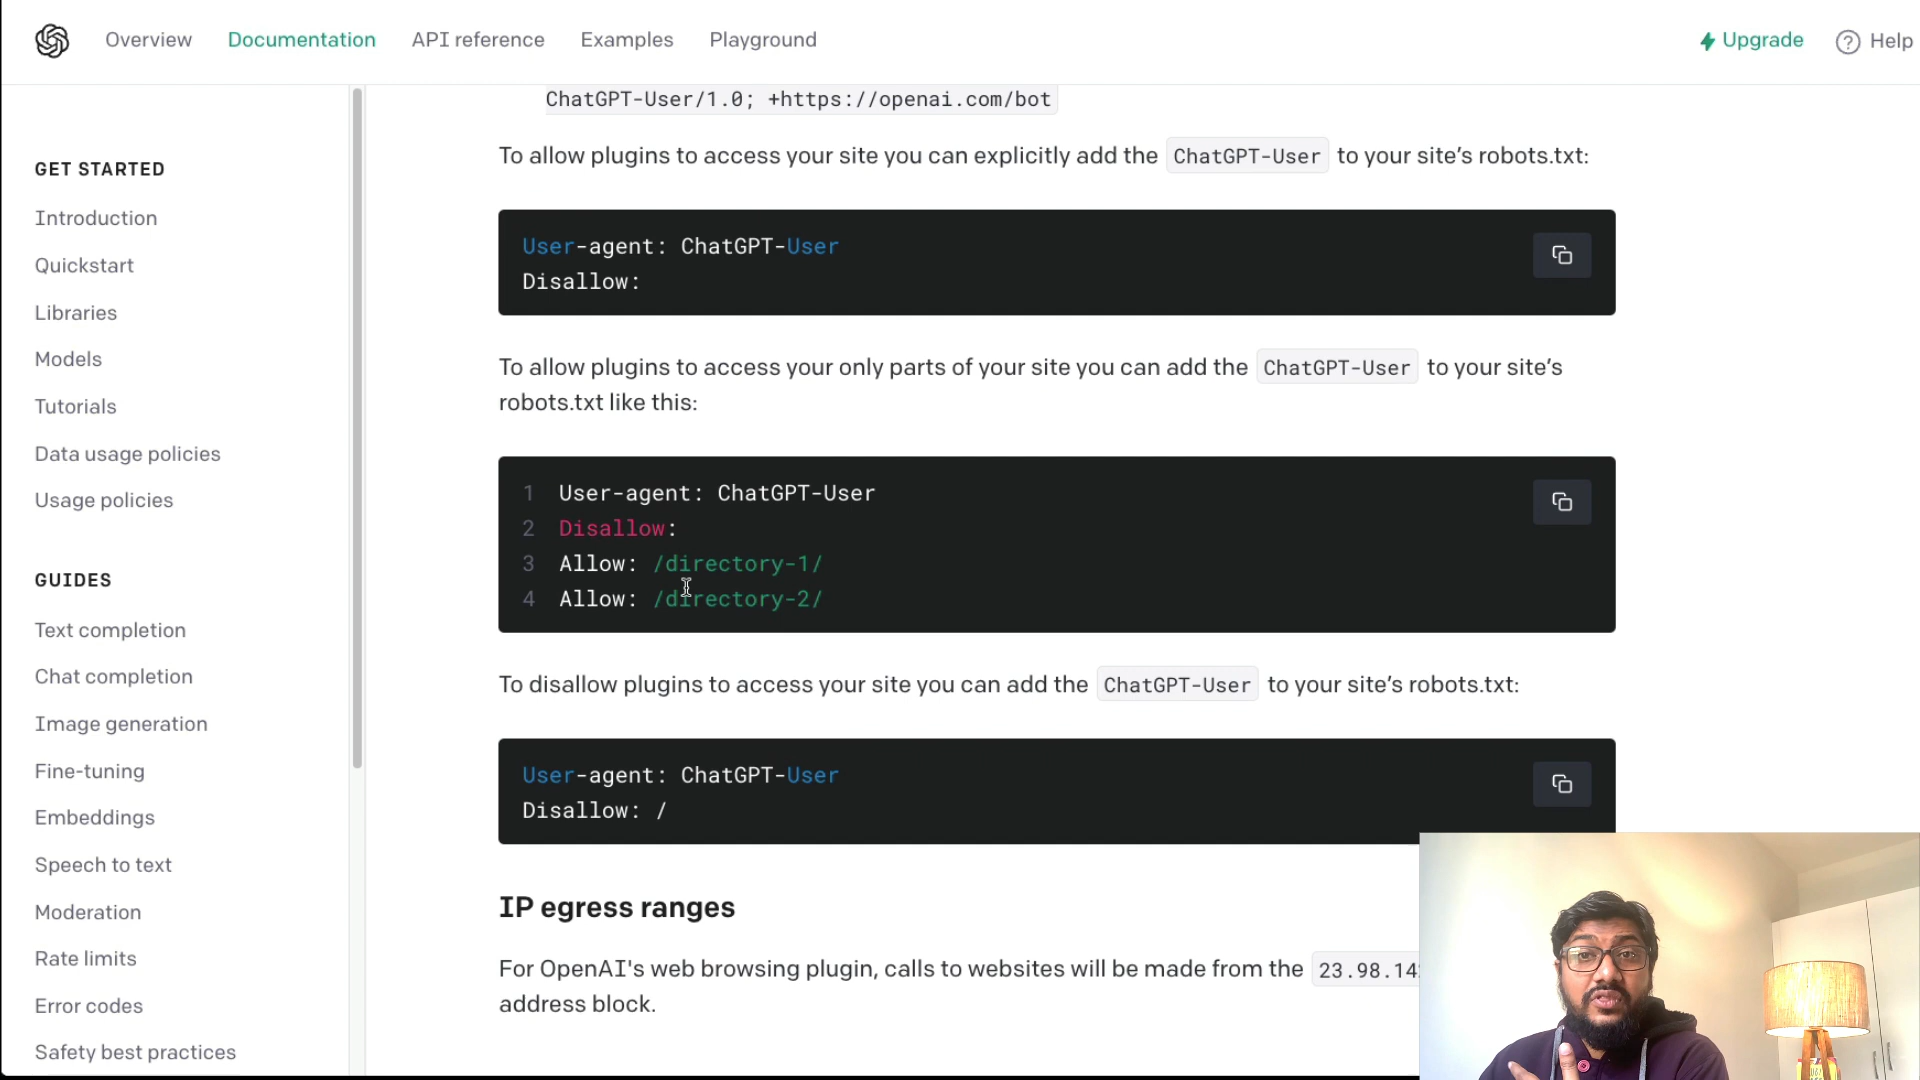 Overview Documentation API reference Examples Playground Upgrade Help
GET STARTED
Introduction
Quickstart
Libraries
Models
Tutorials
Data usage policies
Usage policies
GUIDES
Text completion
Chat completion
Image generation
Fine-tuning
Embeddings
Speech to text
Moderation
Rate limits
Error codes
Safety best practices
ChatGPT-User/1.0; +https://openai.com/bot
To allow plugins to access your site you can explicitly add the ChatGPT-User to your site’s robots.txt:
User-agent: ChatGPT-User
Disallow:
To allow plugins to access your only parts of your site you can add the ChatGPT-User to your site’s
robots.txt like this:
1 User-agent: ChatGPT-User
2 Disallow:
3 Allow: /directory-1/
4 Allow: /directory-2/
To disallow plugins to access your site you can add the ChatGPT-User to your site’s robots.txt:
User-agent: ChatGPT-User
Disallow: /
IP egress ranges
For OpenAI's web browsing plugin, calls to websites will be made from the 23.98.14
address block.